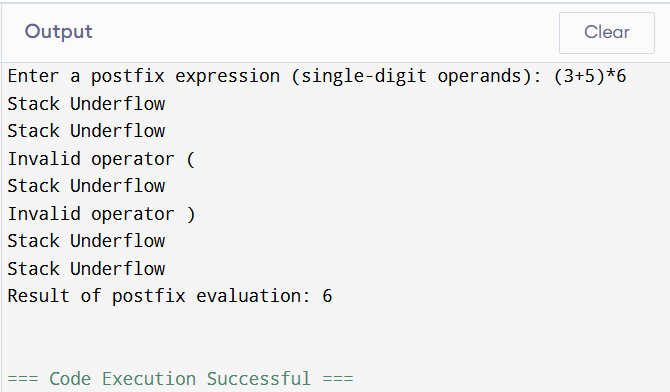 Output
Clear
Enter a postfix expression (single-digit operands): (3+5)*6
Stack Underflow
Stack Underflow
Invalid operator (
Stack Underflow
Invalid operator )
Stack Underflow
Stack Underflow
Result of postfix evaluation: 6
=== Code Execution Successful ===